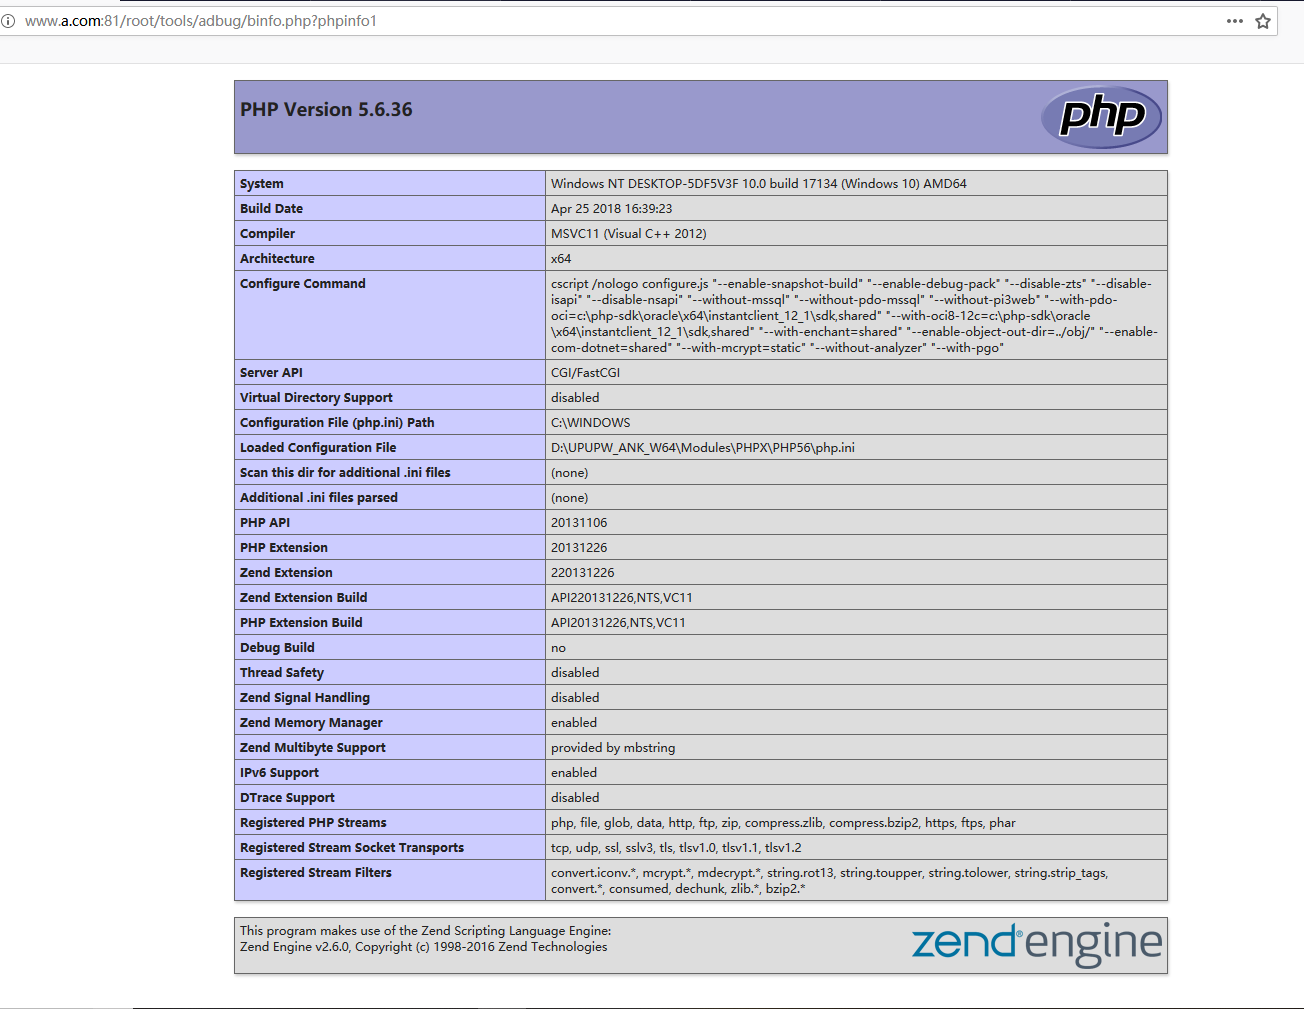 www.a.com:81/root/tools/adbug/binfo.php?phpinfo1
PHP Version 5.6.36
php
System Windows NT DESKTOP-5DF5V3F 10.0 build 17134 (Windows 10) AMD64
Build Date Apr 25 2018 16:39:23
Compiler MSVC11 (Visual C++ 2012)
Architecture x64
Configure Command cscript /nologo configure.js "--enable-snapshot-build" "--enable-debug-pack" "--disable-zts" "--disable-
isapi" "--disable-nsapi" "--without-mssql" "--without-pdo-mssql" "--without-pi3web" "--with-pdo-
oci=c:\php-sdk\oracle\x64\instantclient_12_1\sdk,shared" "--with-oci8-12c=c:\php-sdk\oracle
\x64\instantclient_12_1\sdk,shared" "--with-enchant=shared" "--enable-object-out-dir=../obj/" "--enable-
com-dotnet=shared" "--with-mcrypt=static" "--without-analyzer" "--with-pgo"
Server API CGI/FastCGI
Virtual Directory Support disabled
Configuration File (php.ini) Path C:\WINDOWS
Loaded Configuration File D:\UPUPW_ANK_W64\Modules\PHPX\PHP56\php.ini
Scan this dir for additional .ini files (none)
Additional .ini files parsed (none)
PHP API 20131106
PHP Extension 20131226
Zend Extension 220131226
Zend Extension Build API220131226,NTS,VC11
PHP Extension Build API20131226,NTS,VC11
Debug Build no
Thread Safety disabled
Zend Signal Handling disabled
Zend Memory Manager enabled
Zend Multibyte Support provided by mbstring
IPv6 Support enabled
DTrace Support disabled
Registered PHP Streams php, file, glob, data, http, ftp, zip, compress.zlib, compress.bzip2, https, ftps, phar
Registered Stream Socket Transports tcp, udp, ssl, sslv3, tls, tlsv1.0, tlsv1.1, tlsv1.2
Registered Stream Filters convert.iconv.*, mcrypt.*, mdecrypt.*, string.rot13, string.toupper, string.tolower, string.strip_tags,
convert.*, consumed, dechunk, zlib.*, bzip2.*
This program makes use of the Zend Scripting Language Engine:
Zend Engine v2.6.0, Copyright (c) 1998-2016 Zend Technologies
zend® engine